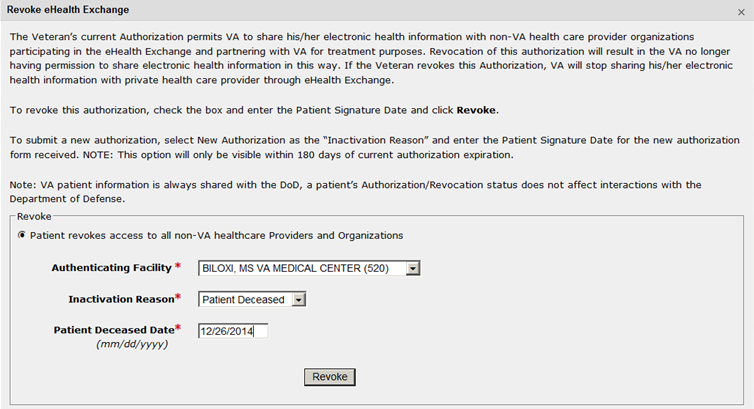 Revoke eHealth Exchange
The Veteran's current Authorization permits VA to share his/her electronic health information with non-VA health care provider organizations
participating in the eHealth Exchange and partnering with VA for treatment purposes. Revocation of this authorization will result in the VA no longer
having permission to share electronic health information in this way. If the Veteran revokes this Authorization, VA will stop sharing his/her electronic
health information with private health care provider through eHealth Exchange.
To revoke this authorization, check the box and enter the Patient Signature Date and click Revoke.
To submit a new authorization, select New Authorization as the “Inactivation Reason” and enter the Patient Signature Date for the new authorization
form received. NOTE: This option will only be visible within 180 days of current authorization expiration.
Note: VA patient information is always shared with the DoD, a patient's Authorization/Revocation status does not affect interactions with the
Department of Defense.
Revoke
Patient revokes access to all non-VA healthcare Providers and Organizations
Authenticating Facility * BILOXI, MS VA MEDICAL CENTER (520)
Inactivation Reason* Patient Deceased
Patient Deceased Date* 12/26/2014
(mm/dd/yyyy)
Revoke